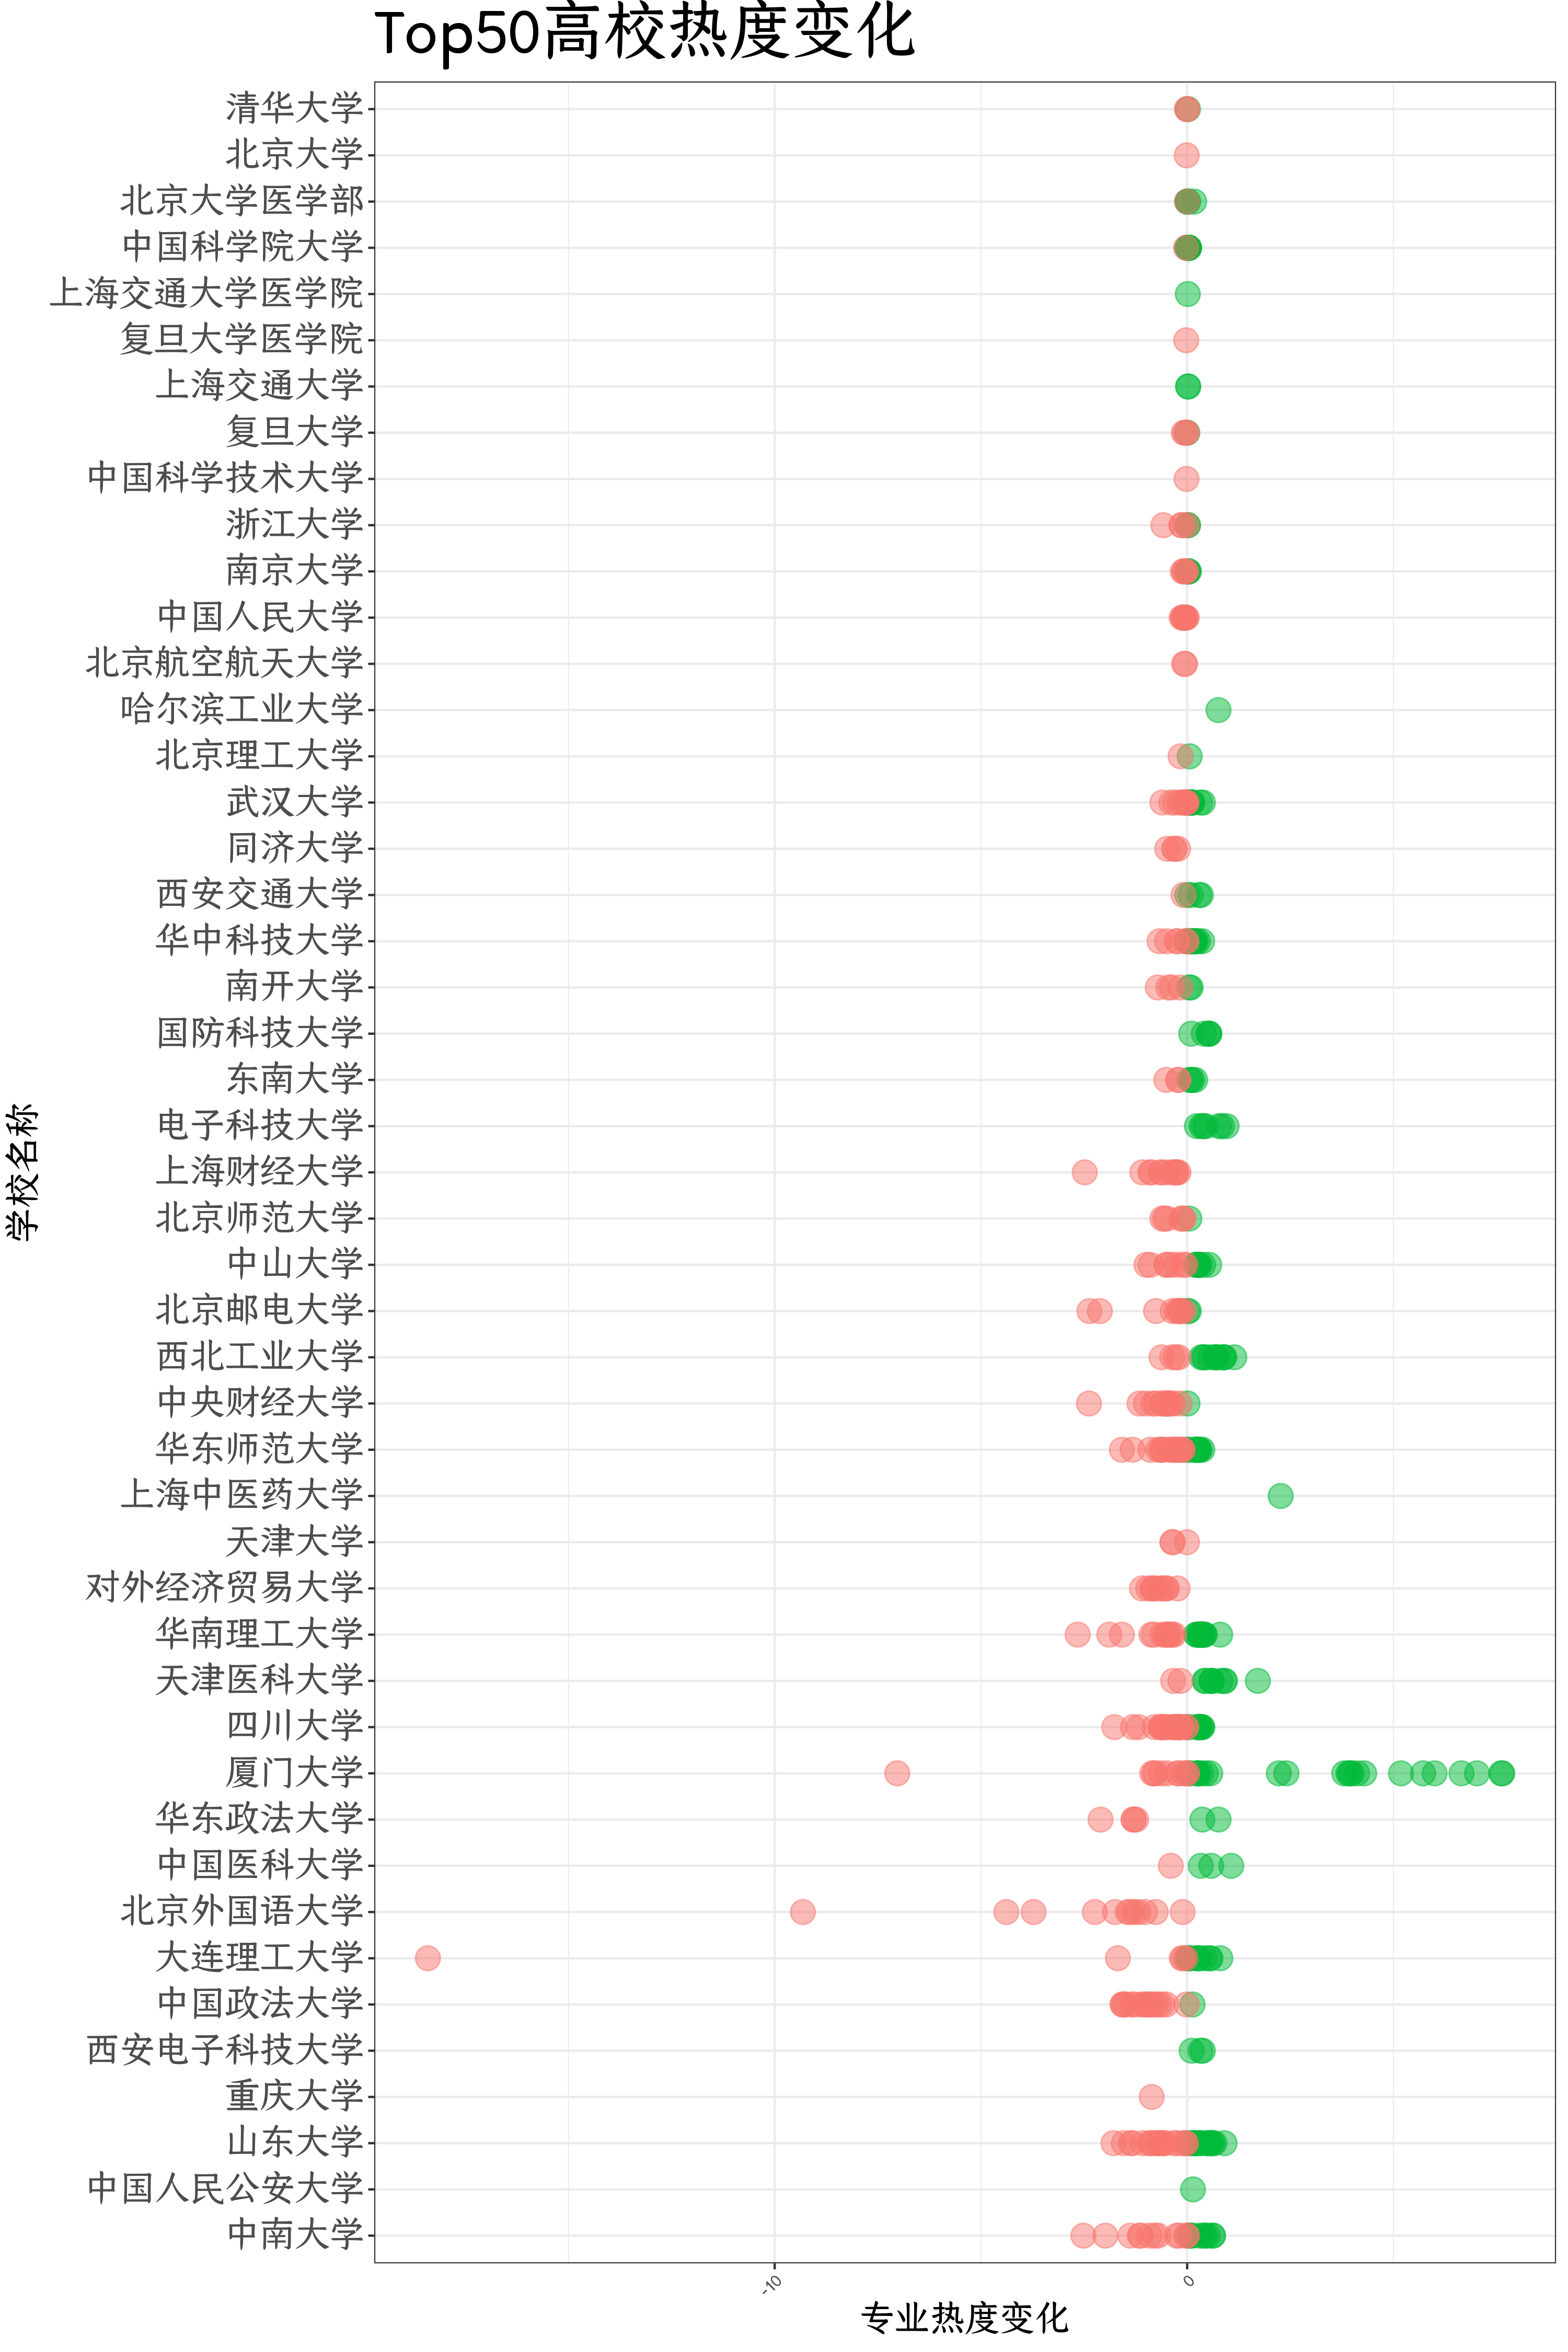 Top50高校热度变化
清华大学
北京大学
北京大学医学部
中国科学院大学
上海交通大学医学院
复旦大学医学院
上海交通大学
复旦大学
中国科学技术大学
浙江大学
南京大学
中国人民大学
北京航空航天大学
哈尔滨工业大学
北京理工大学
武汉大学
同济大学
西安交通大学
华中科技大学
南开大学
国防科技大学
东南大学
电子科技大学
上海财经大学
北京师范大学
中山大学
北京邮电大学
西北工业大学
中央财经大学
华东师范大学
上海中医药大学
天津大学
对外经济贸易大学
华南理工大学
天津医科大学
四川大学
厦门大学
华东政法大学
中国医科大学
北京外国语大学
大连理工大学
中国政法大学
西安电子科技大学
重庆大学
山东大学
中国人民公安大学
中南大学
学校名称
-10
0
专业热度变化